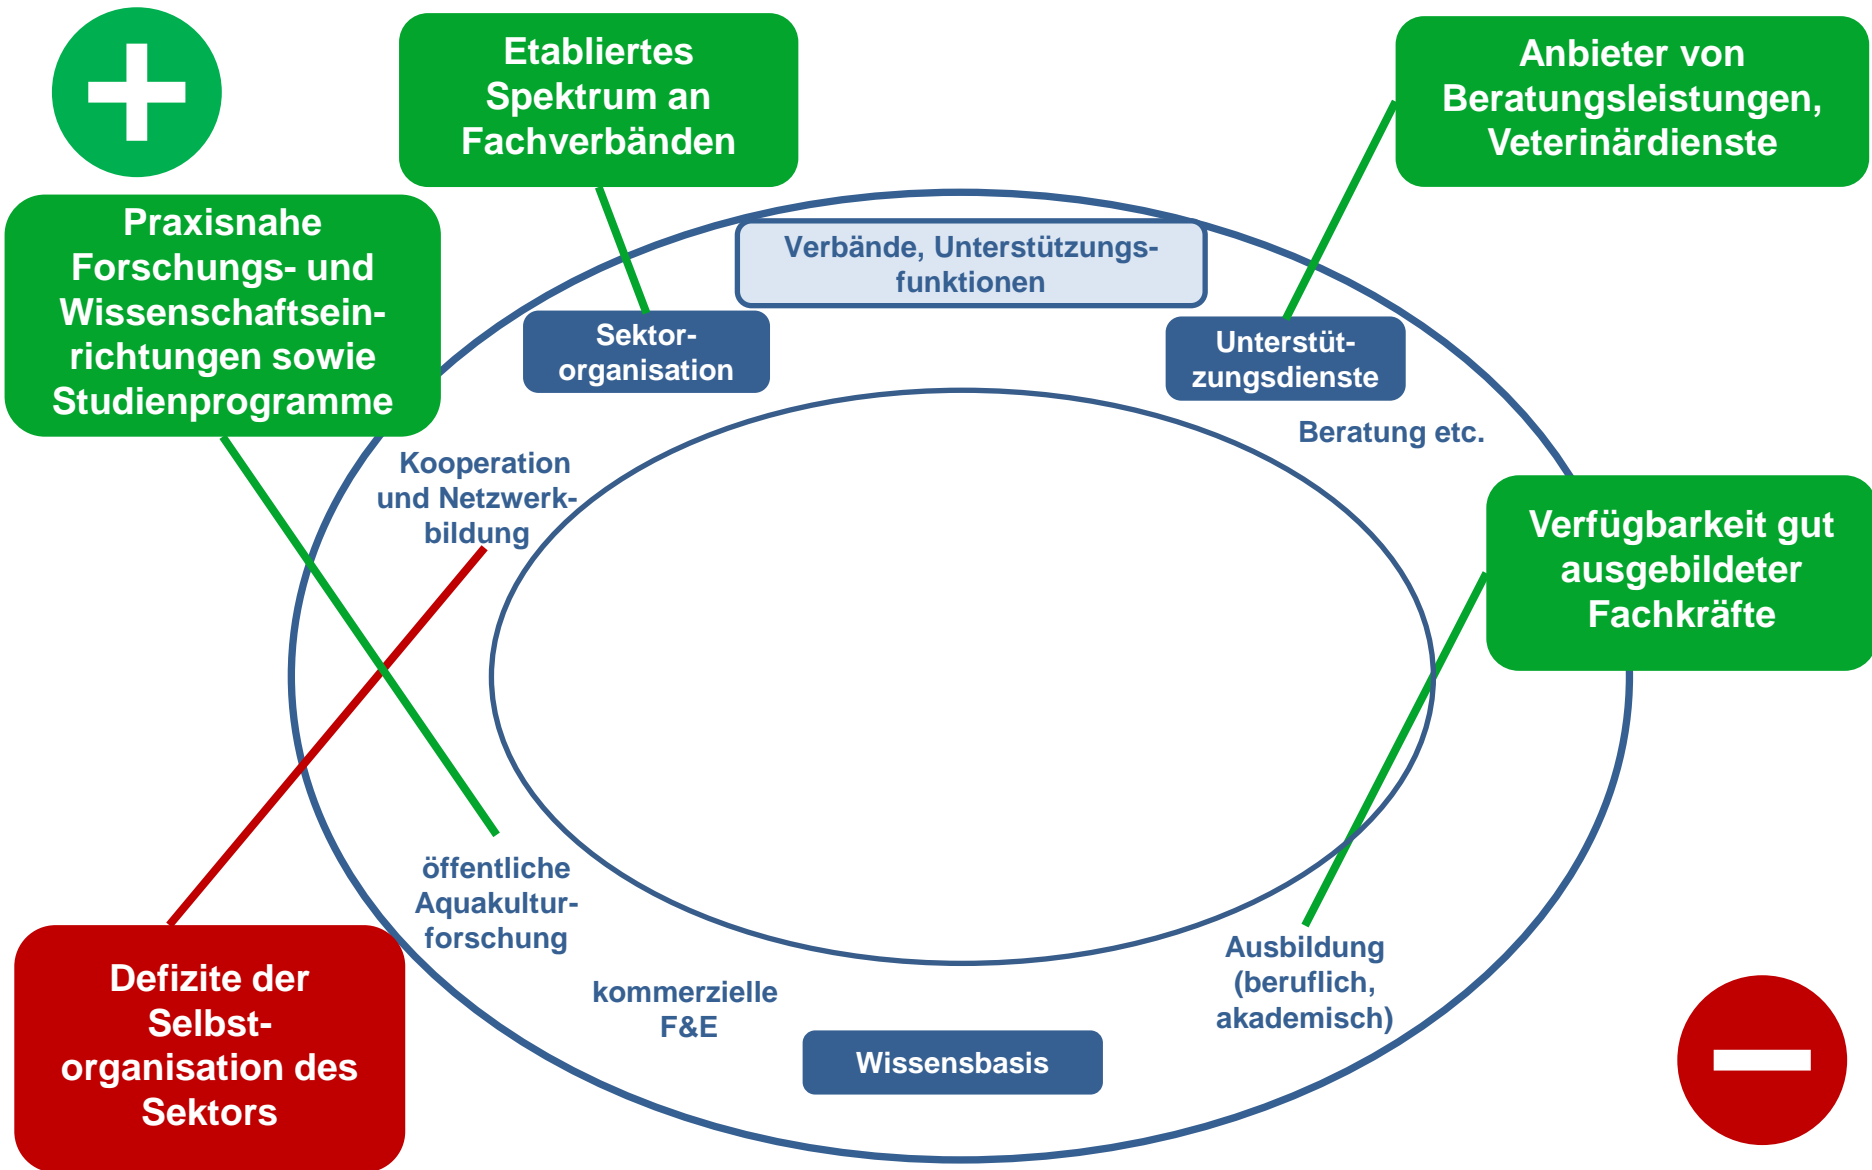 Etabliertes
Spektrum an
Fachverbänden
Anbieter von
Beratungsleistungen,
Veterinärdienste
Praxisnahe
Forschungs- und
Wissenschaftsein-
richtungen sowie
Studienprogramme
Verbände, Unterstützungs-
funktionen
Sektor-
organisation
Unterstüt-
zungsdienste
Beratung etc.
Kooperation
und Netzwerk-
bildung
Verfügbarkeit gut
ausgebildeter
Fachkräfte
öffentliche
Aquakultur-
forschung
Ausbildung
(beruflich,
akademisch)
kommerzielle
F&E
Wissensbasis
Defizite der
Selbst-
organisation des
Sektors